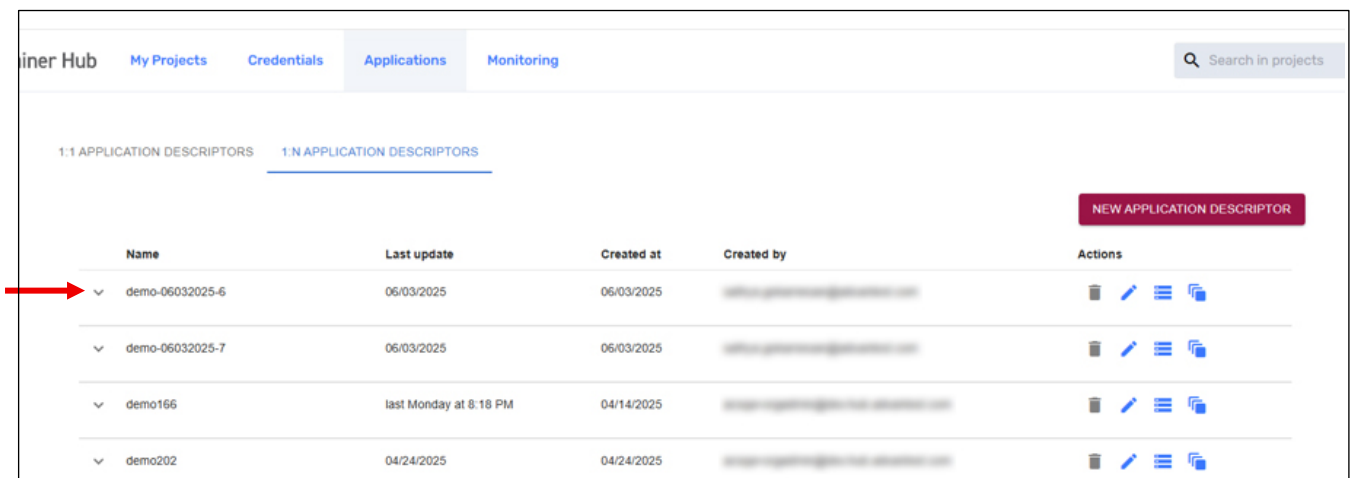 iner Hub My Projects Credentials Applications Monitoring Search in projects
1:1 APPLICATION DESCRIPTORS 1:N APPLICATION DESCRIPTORS
NEW APPLICATION DESCRIPTOR
Name Last update Created at Created by Actions
demo-06032025-6 06/03/2025 06/03/2025
demo-06032025-7 06/03/2025 06/03/2025
demo166 last Monday at 8:18 PM 04/14/2025
demo202 04/24/2025 04/24/2025